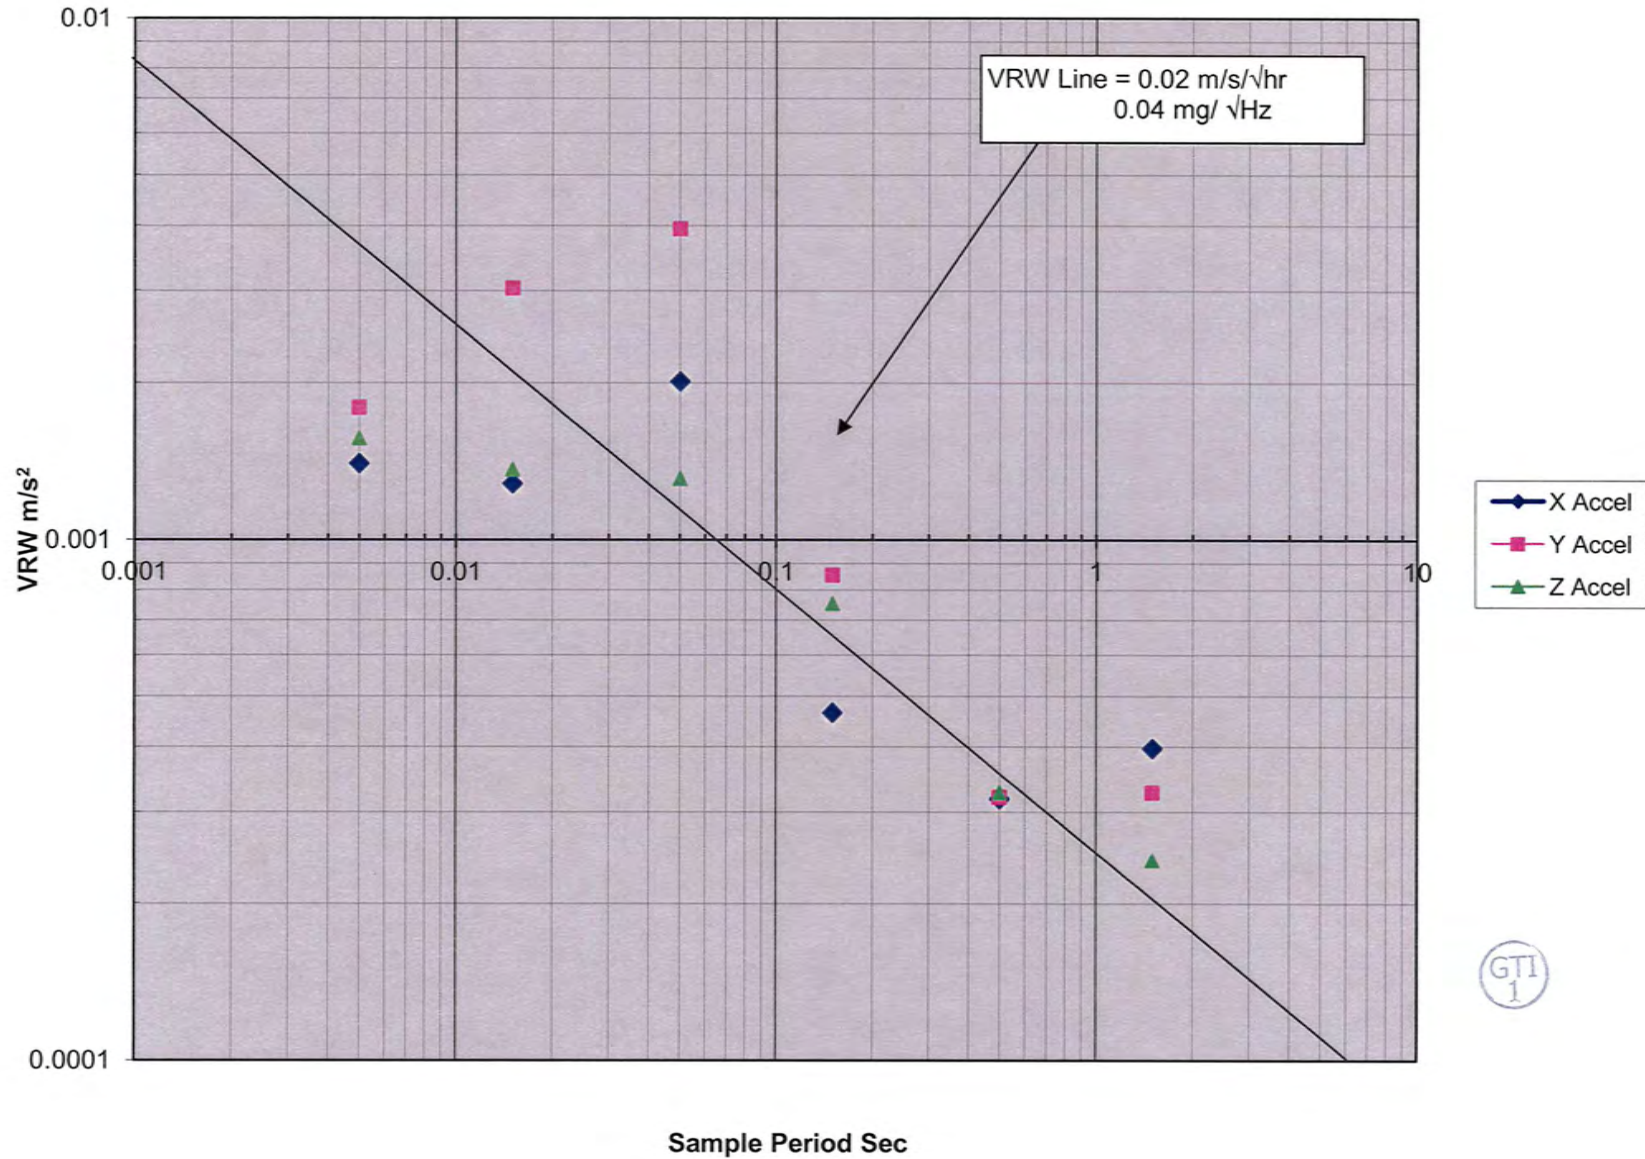 0.01
VRW Line = 0.02 m/s/√hr
0.04 mg/ √Hz
VRW m/s²
0.001
0.001
0.01
0.1
1
10
X Accel
Y Accel
Z Accel
GTI
1
0.0001
Sample Period Sec